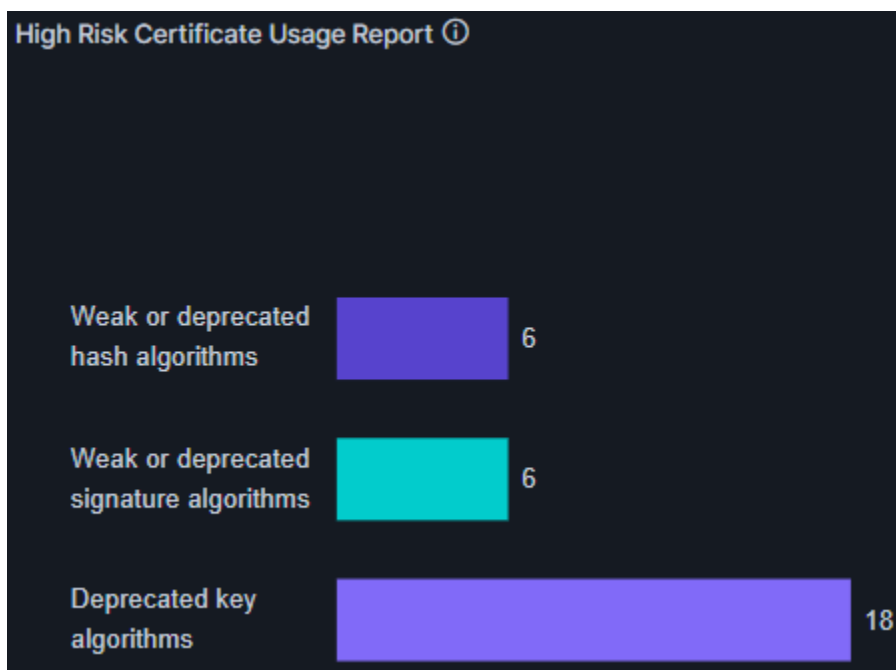 High Risk Certificate Usage Report
Weak or deprecated
hash algorithms
6
Weak or deprecated
signature algorithms
6
Deprecated key
algorithms
18